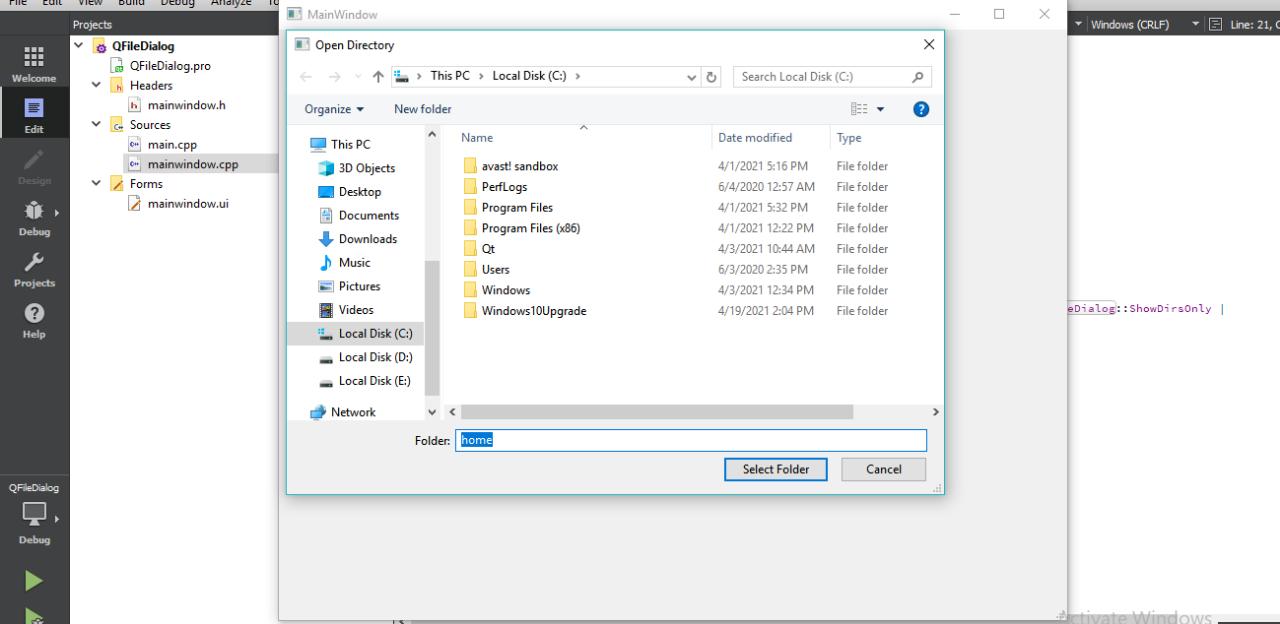 File Edit View Build Debug Analyze To
MainWindow
Projects
Windows (CRLF) Line: 21, C
Welcome
Edit
Design
Debug
Projects
Help
QFileDialog
Debug
QFileDialog
QFileDialog.pro
Headers
mainwindow.h
Sources
main.cpp
mainwindow.cpp
Forms
mainwindow.ui
Open Directory
This PC Local Disk (C:)
Search Local Disk (C:)
Organize New folder
This PC
3D Objects
Desktop
Documents
Downloads
Music
Pictures
Videos
Local Disk (C:)
Local Disk (D:)
Local Disk (E:)
Network
Name Date modified Type
avast! sandbox 4/1/2021 5:16 PM File folder
PerfLogs 6/4/2020 12:57 AM File folder
Program Files 4/1/2021 5:32 PM File folder
Program Files (x86) 4/1/2021 12:22 PM File folder
Qt 4/3/2021 10:44 AM File folder
Users 6/3/2020 2:35 PM File folder
Windows 4/3/2021 12:34 PM File folder
Windows10Upgrade 4/19/2021 2:04 PM File folder
Folder: home
Select Folder Cancel
eDialog::ShowDirsOnly |
Activate Windows